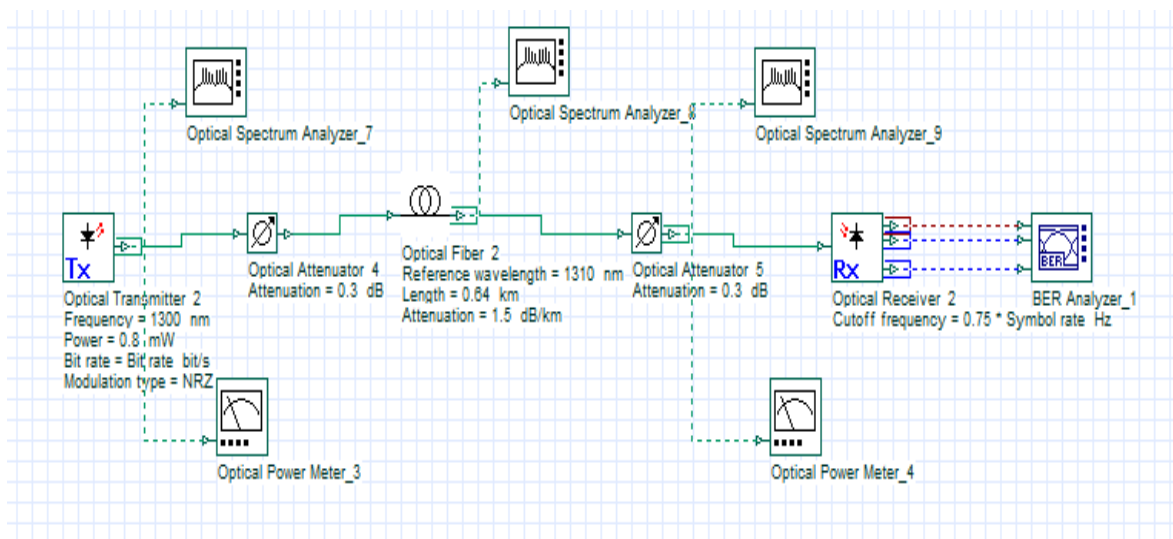 Optical Spectrum Analyzer_7
Optical Spectrum Analyzer_8
Optical Spectrum Analyzer_9
Tx
Optical Transmitter 2
Frequency = 1300 nm
Power = 0.8 mW
Bit rate = Bit rate bit/s
Modulation type = NRZ
Optical Attenuator 4
Attenuation = 0.3 dB
Optical Fiber 2
Reference wavelength = 1310 nm
Length = 0.64 km
Attenuation = 1.5 dB/km
Optical Attenuator 5
Attenuation = 0.3 dB
Rx
Optical Receiver 2
Cutoff frequency = 0.75 * Symbol rate Hz
BER
BER Analyzer_1
Optical Power Meter_3
Optical Power Meter_4